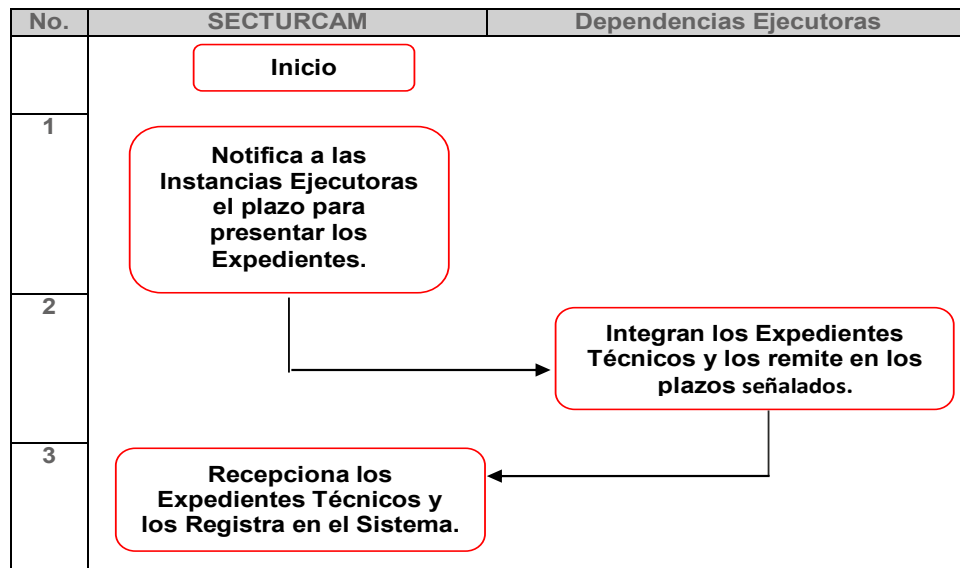 No. SECTURCAM Dependencias Ejecutoras
Inicio
1
Notifica a las
Instancias Ejecutoras
el plazo para
presentar los
Expedientes.
2
Integran los Expedientes
Técnicos y los remite en los
plazos señalados.
3
Recepciona los
Expedientes Técnicos y
los Registra en el Sistema.